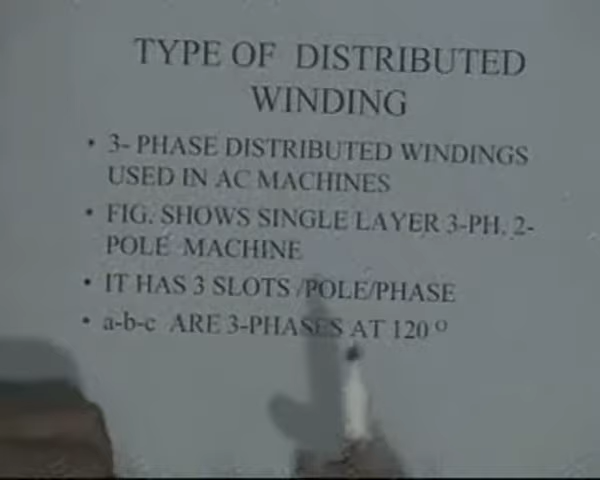 TYPE OF DISTRIBUTED
WINDING
• 3- PHASE DISTRIBUTED WINDINGS
USED IN AC MACHINES
• FIG. SHOWS SINGLE LAYER 3-PH. 2-
POLE MACHINE
• IT HAS 3 SLOTS /POLE/PHASE
• a-b-c ARE 3-PHASES AT 120 º